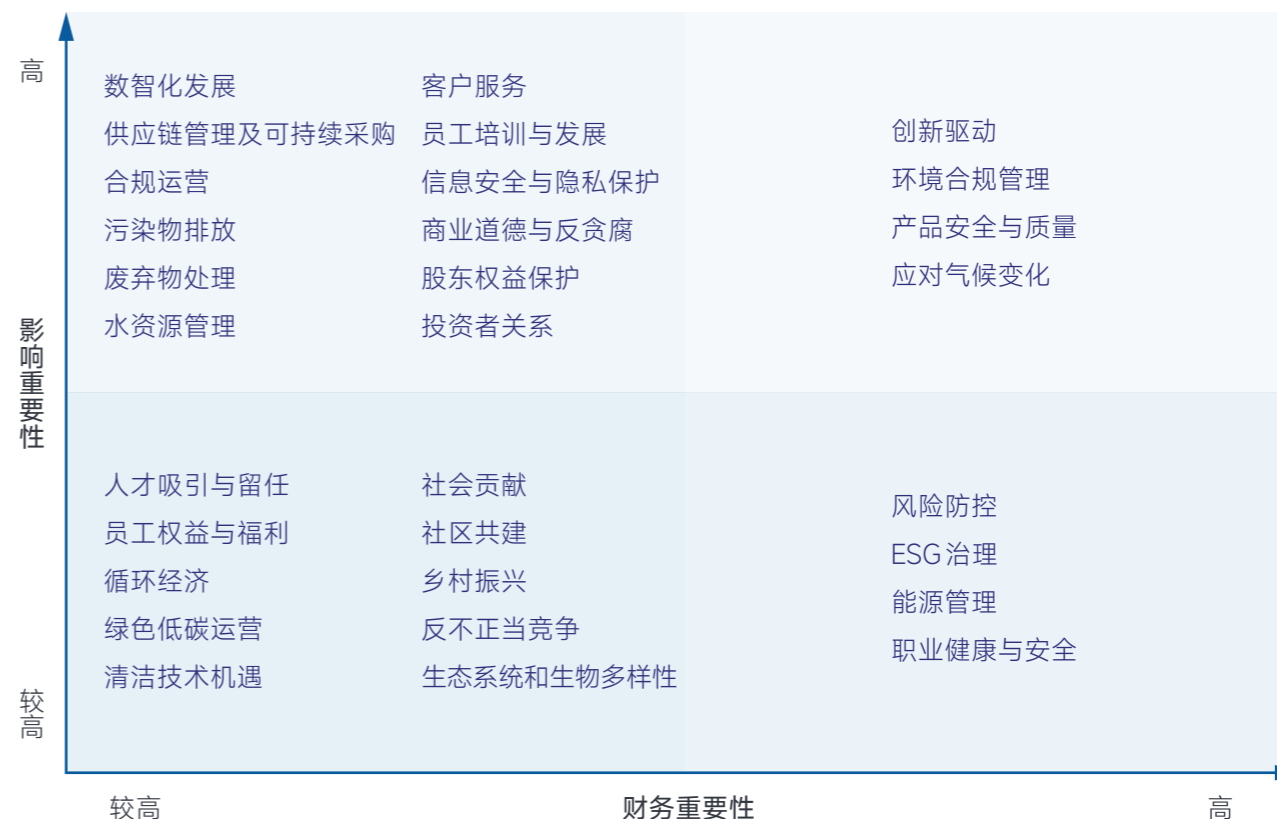 高
数智化发展
供应链管理及可持续采购
合规运营
污染物排放
废弃物处理
水资源管理
客户服务
员工培训与发展
信息安全与隐私保护
商业道德与反贪腐
股东权益保护
投资者关系
创新驱动
环境合规管理
产品安全与质量
应对气候变化
影响重要性
人才吸引与留任
员工权益与福利
循环经济
绿色低碳运营
清洁技术机遇
社会贡献
社区共建
乡村振兴
反不正当竞争
生态系统和生物多样性
风险防控
ESG治理
能源管理
职业健康与安全
较高
较高
财务重要性
高